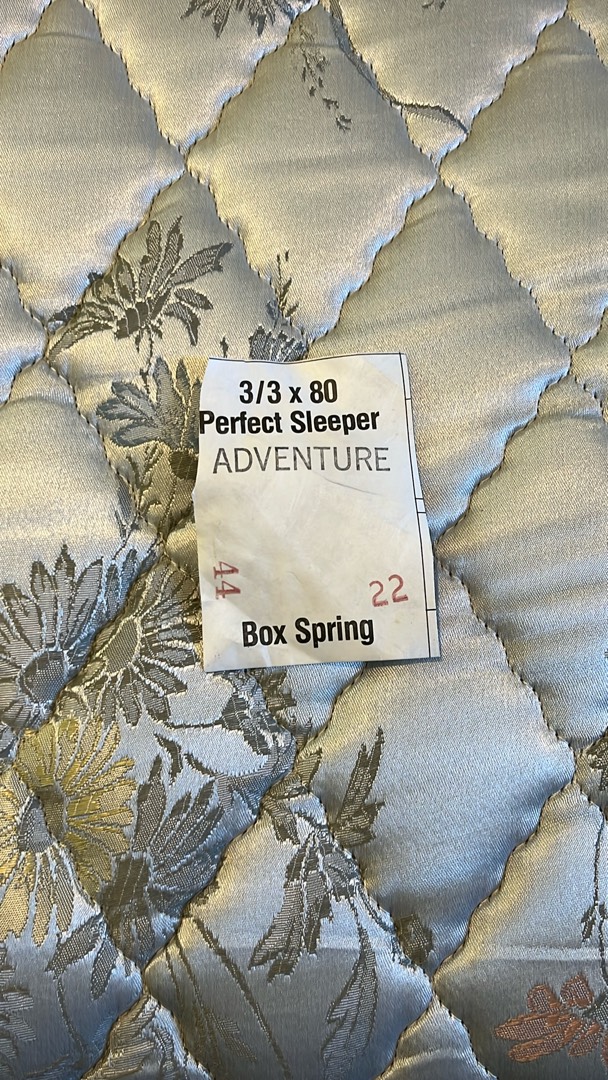 3/3 x 80
Perfect Sleeper
ADVENTURE
44
22
Box Spring